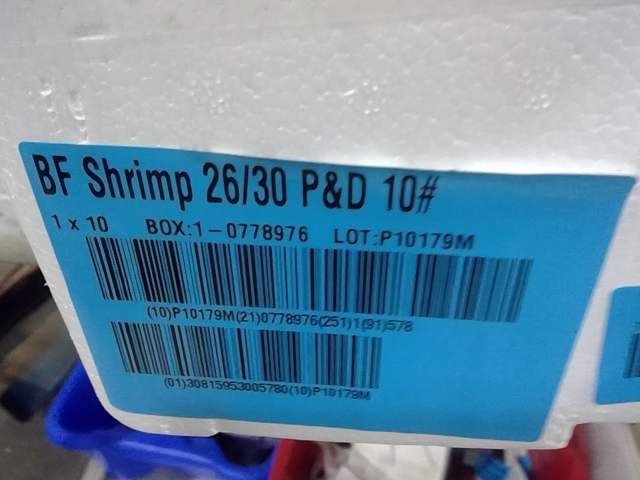 BF Shrimp 26/30 P&D 10#
1 x 10 BOX:1-0778976 LOT:P10179M
(10)P10179M(21)0778976(251)1(91)578
(01)30815953005780(10)P10179M